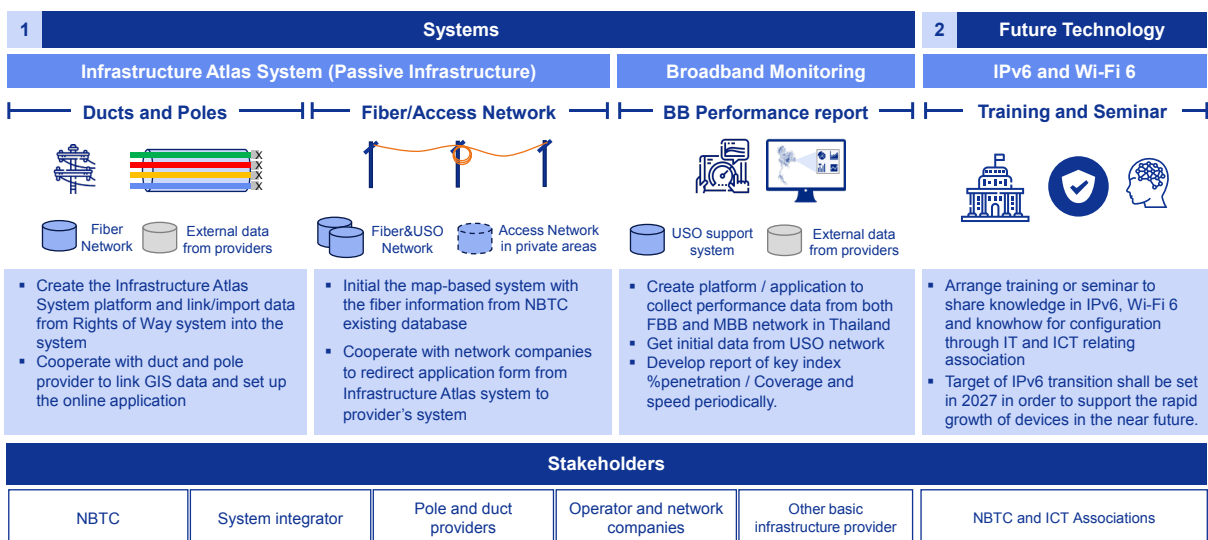 1
Systems
2
Future Technology
Infrastructure Atlas System (Passive Infrastructure)
Broadband Monitoring
IPv6 and Wi-Fi 6
Ducts and Poles
Fiber/Access Network
BB Performance report
Training and Seminar
X
X
X
X
Fiber
Network
External data
from providers
Fiber&USO
Network
Access Network
in private areas
USO support
system
External data
from providers
▪ Create the Infrastructure Atlas
System platform and link/import data
from Rights of Way system into the
system
▪ Cooperate with duct and pole
provider to link GIS data and set up
the online application
▪ Initial the map-based system with
the fiber information from NBTC
existing database
▪ Cooperate with network companies
to redirect application form from
Infrastructure Atlas system to
provider's system
▪ Create platform / application to
collect performance data from both
FBB and MBB network in Thailand
▪ Get initial data from USO network
▪ Develop report of key index
%penetration / Coverage and
speed periodically.
▪ Arrange training or seminar to
share knowledge in IPv6, Wi-Fi 6
and knowhow for configuration
through IT and ICT relating
association
▪ Target of IPv6 transition shall be set
in 2027 in order to support the rapid
growth of devices in the near future.
Stakeholders
NBTC
System integrator
Pole and duct
providers
Operator and network
companies
Other basic
infrastructure provider
NBTC and ICT Associations